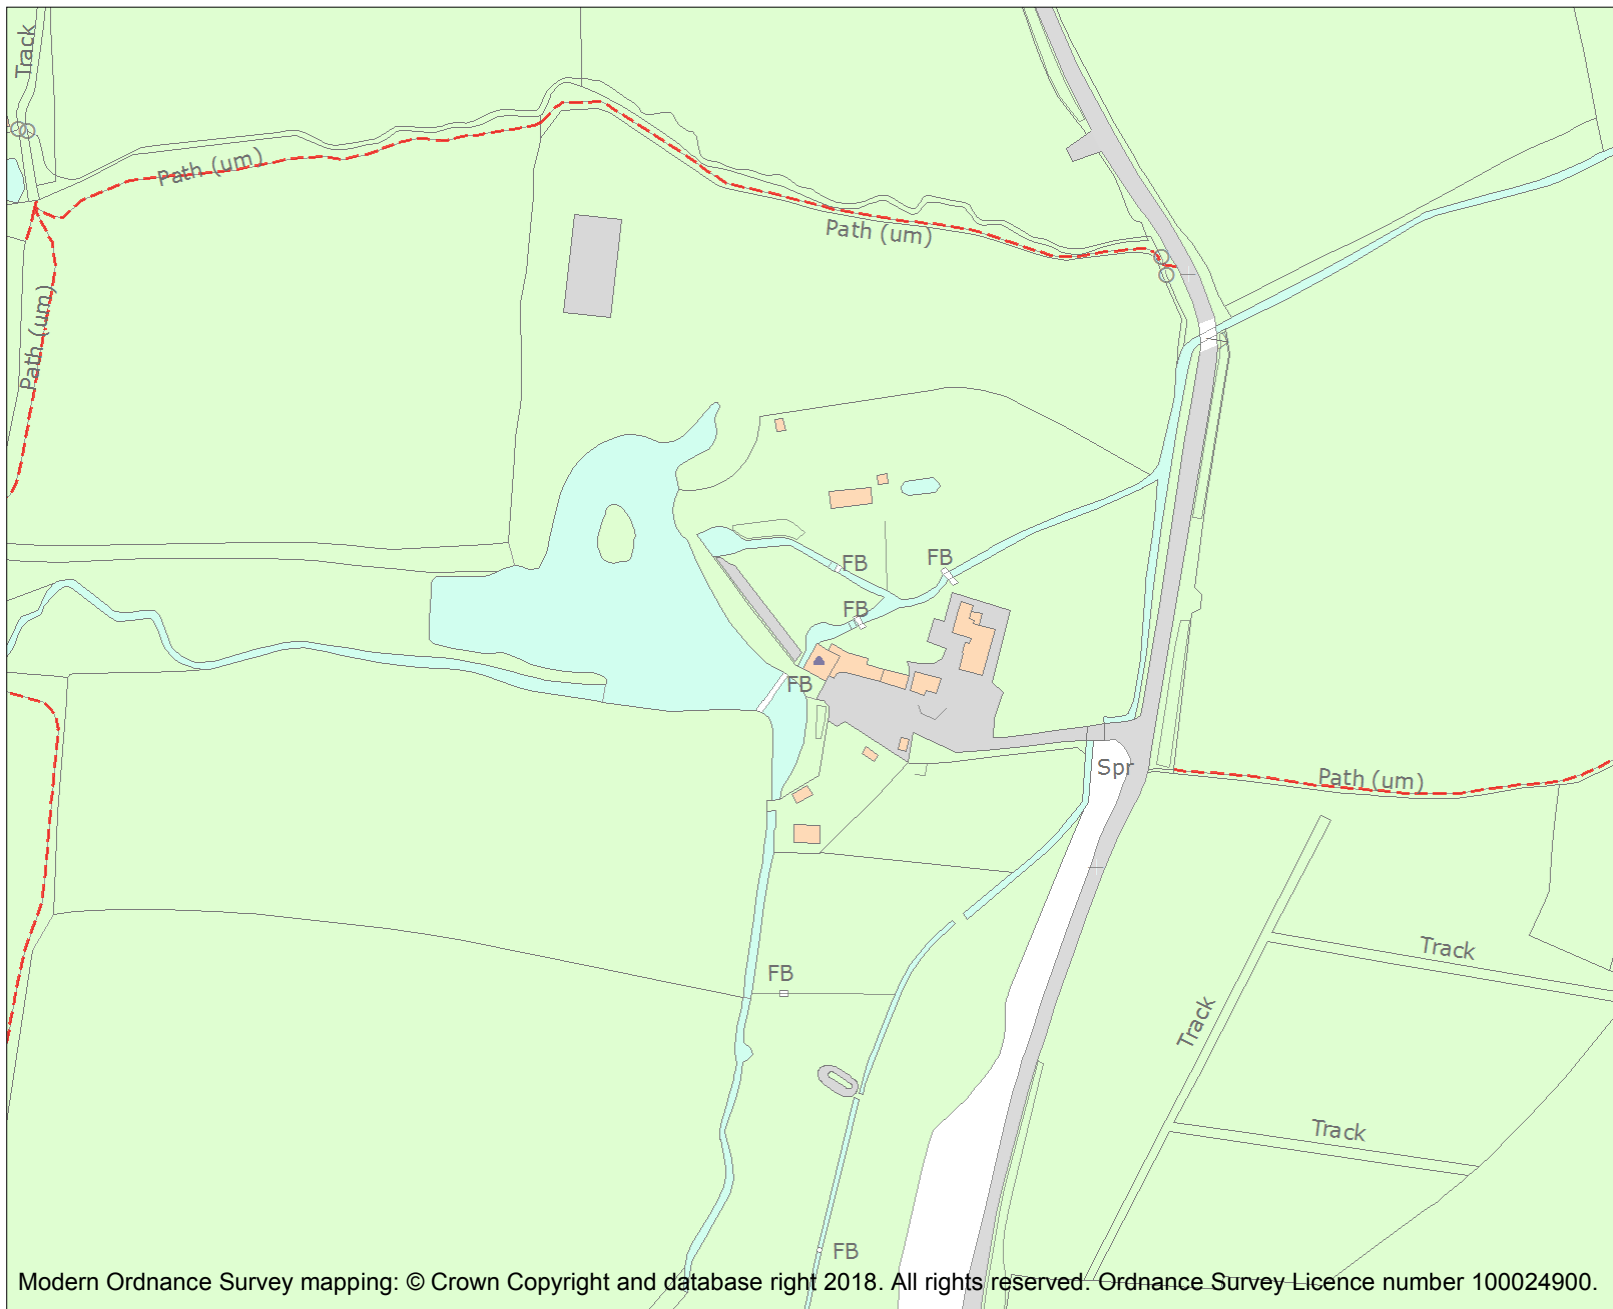 Track
Path (um)
Path (um)
Path (um)
FB
FB
FB
FB
Spr
Path (um)
Track
FB
Track
Track
FB
Modern Ordnance Survey mapping: © Crown Copyright and database right 2018. All rights reserved. Ordnance Survey Licence number 100024900.